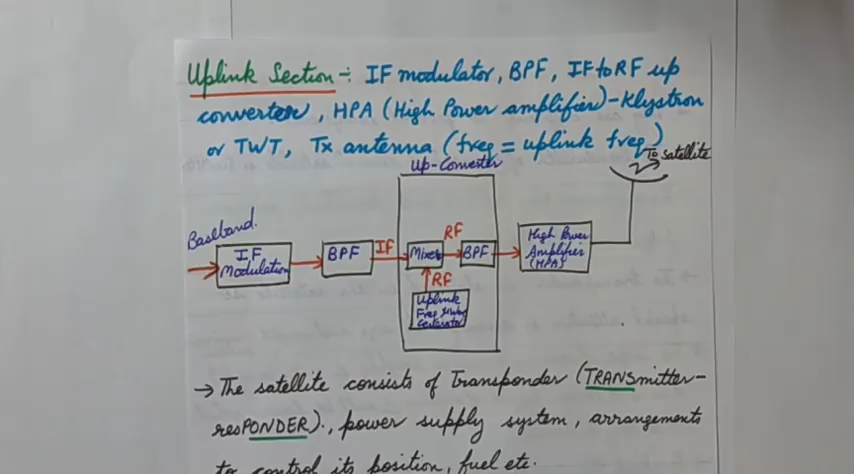 Uplink Section :- IF modulator, BPF, IF to RF up
converter, HPA (High Power amplifier) - Klystron
or TWT, Tx antenna (freq = uplink freq)
To satellite
Up-Converter
Baseband
I.F. Modulation
BPF
IF
Mixer
RF
BPF
High Power Amplifier (HPA)
RF
Uplink Freq
Generator
→ The satellite consists of Transponder (TRANSmitter-
resPONDER)., power supply system, arrangements
to control its position, fuel etc.